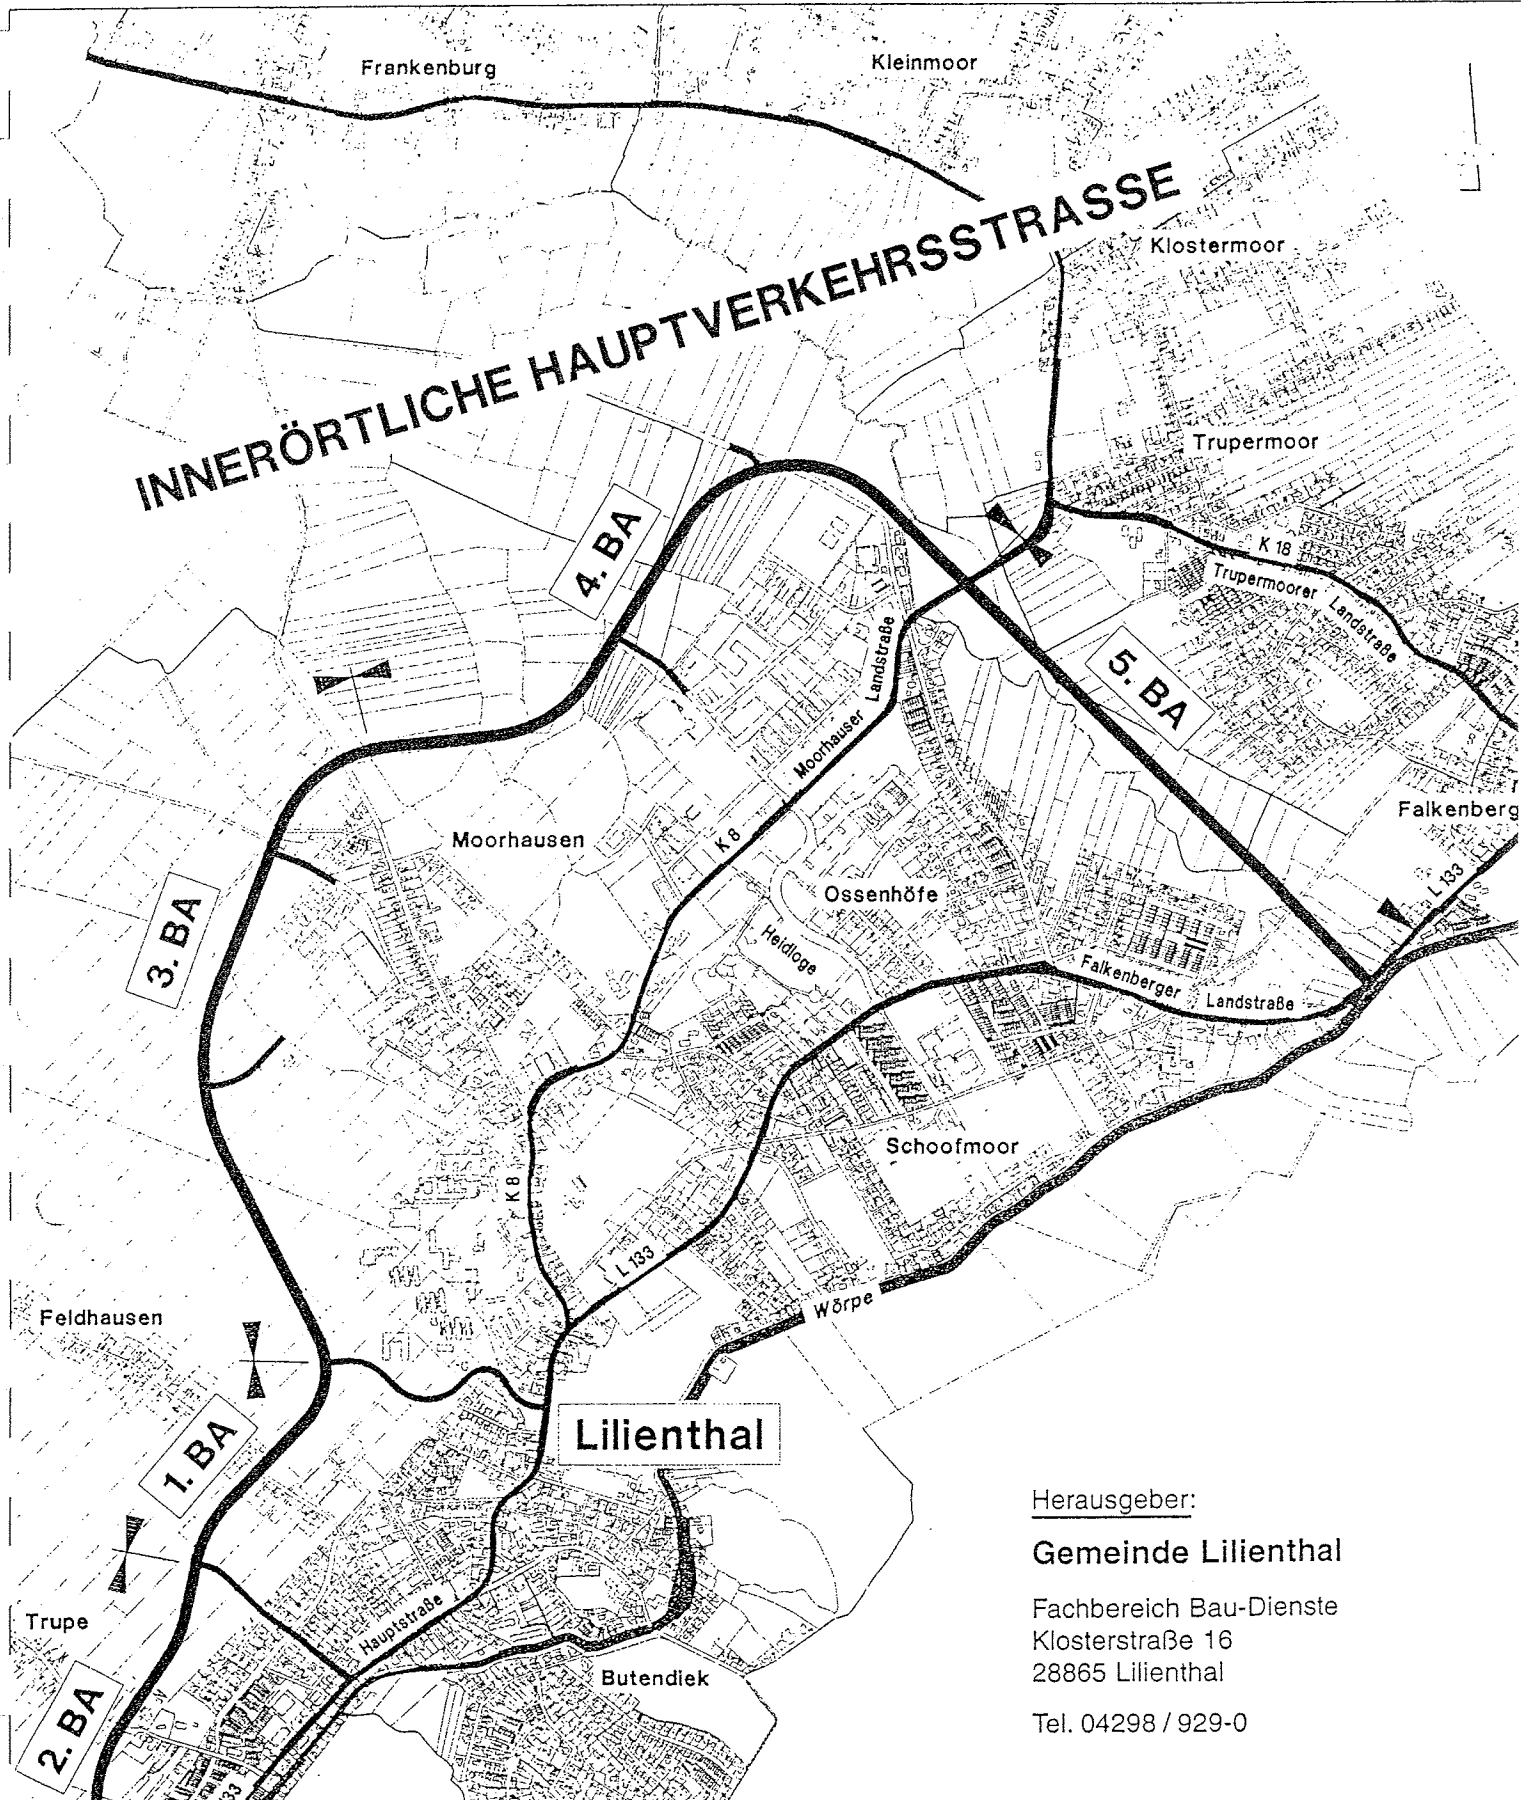 Frankenburg
Kleinmoor
INNERÖRTLICHE HAUPTVERKEHRSSTRASSE
Klostermoor
Trupermoor
4. BA
K 18
Trupermoorer Landstraße
5. BA
Moorhauser Landstraße
Falkenberg
Moorhausen
K 8
L 133
Ossenhöfe
3. BA
Heidloge
Falkenberger Landstraße
Schoofmoor
K 8
L 133
Wörpe
Feldhausen
1. BA
Lilienthal
Herausgeber:
Gemeinde Lilienthal
Fachbereich Bau-Dienste
Klosterstraße 16
28865 Lilienthal
Tel. 04298 / 929-0
Trupe
Hauptstraße
Butendiek
2. BA
33